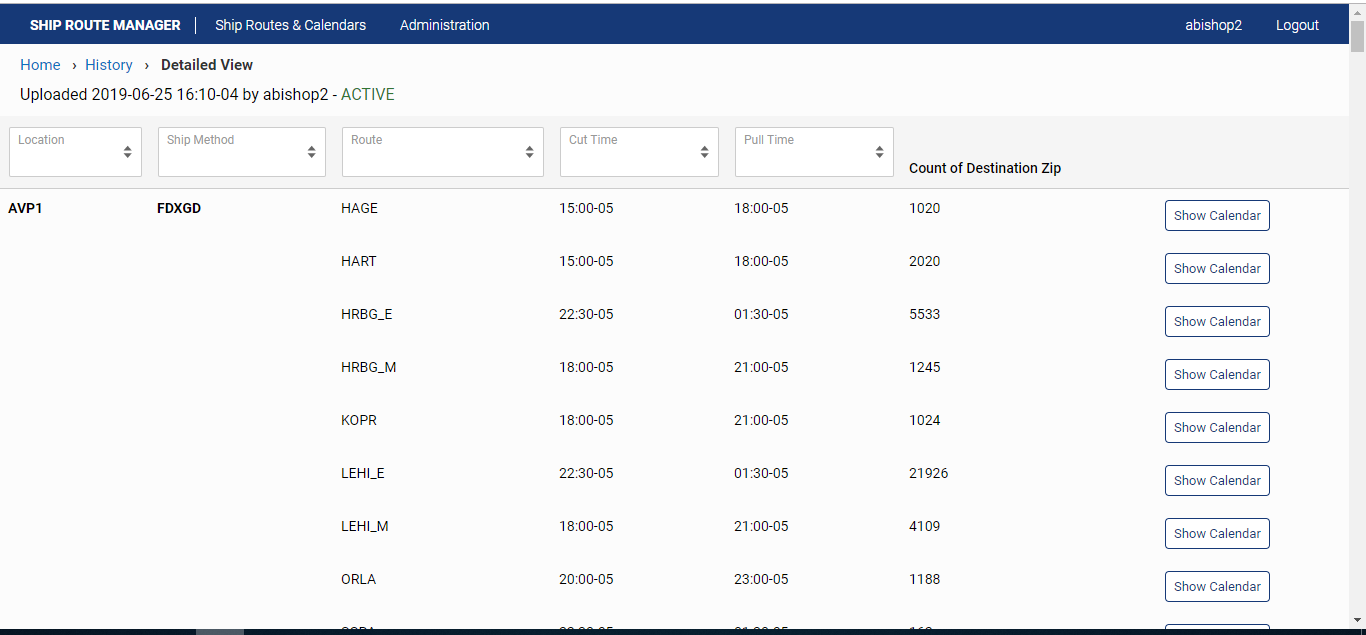 SHIP ROUTE MANAGER Ship Routes & Calendars Administration abishop2 Logout
Home › History › Detailed View
Uploaded 2019-06-25 16:10-04 by abishop2 - ACTIVE
Location Ship Method Route Cut Time Pull Time
Count of Destination Zip
AVP1 FDXGD HAGE 15:00-05 18:00-05 1020 Show Calendar
HART 15:00-05 18:00-05 2020 Show Calendar
HRBG_E 22:30-05 01:30-05 5533 Show Calendar
HRBG_M 18:00-05 21:00-05 1245 Show Calendar
KOPR 18:00-05 21:00-05 1024 Show Calendar
LEHI_E 22:30-05 01:30-05 21926 Show Calendar
LEHI_M 18:00-05 21:00-05 4109 Show Calendar
ORLA 20:00-05 23:00-05 1188 Show Calendar